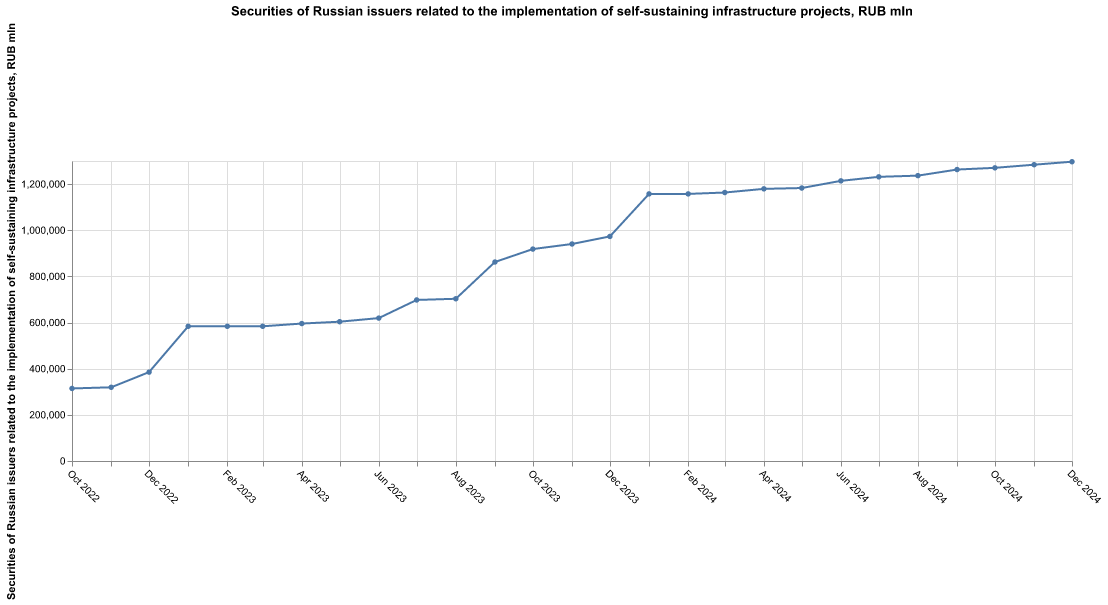 Securities of Russian issuers related to the implementation of self-sustaining infrastructure projects, RUB mln
Securities of Russian issuers related to the implementation of self-sustaining infrastructure projects, RUB mln
1,200,000
1,000,000
800,000
600,000
400,000
200,000
0
Oct 2022
Dec 2022
Feb 2023
Apr 2023
Jun 2023
Aug 2023
Oct 2023
Dec 2023
Feb 2024
Apr 2024
Jun 2024
Aug 2024
Oct 2024
Dec 2024